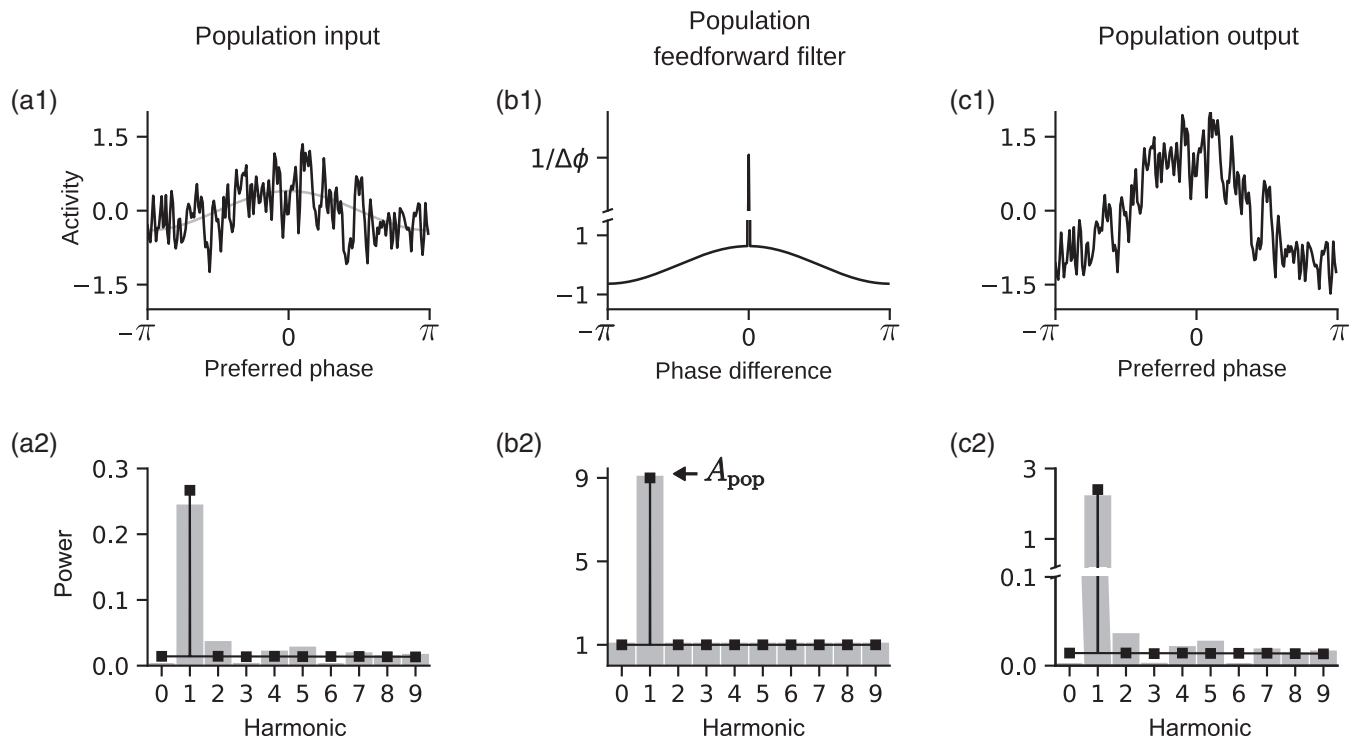 Population input
Population
feedforward filter
Population output
(a1)
(b1)
(c1)
1.5
0.0
−1.5
Activity
−π
0
π
Preferred phase
1/Δϕ
1
−1
−π
0
π
Phase difference
1.5
0.0
−1.5
−π
0
π
Preferred phase
(a2)
(b2)
(c2)
0.3
0.2
0.1
0.0
Power
0 1 2 3 4 5 6 7 8 9
Harmonic
9
5
1
A_pop
0 1 2 3 4 5 6 7 8 9
Harmonic
3
1
0.1
0.0
0 1 2 3 4 5 6 7 8 9
Harmonic